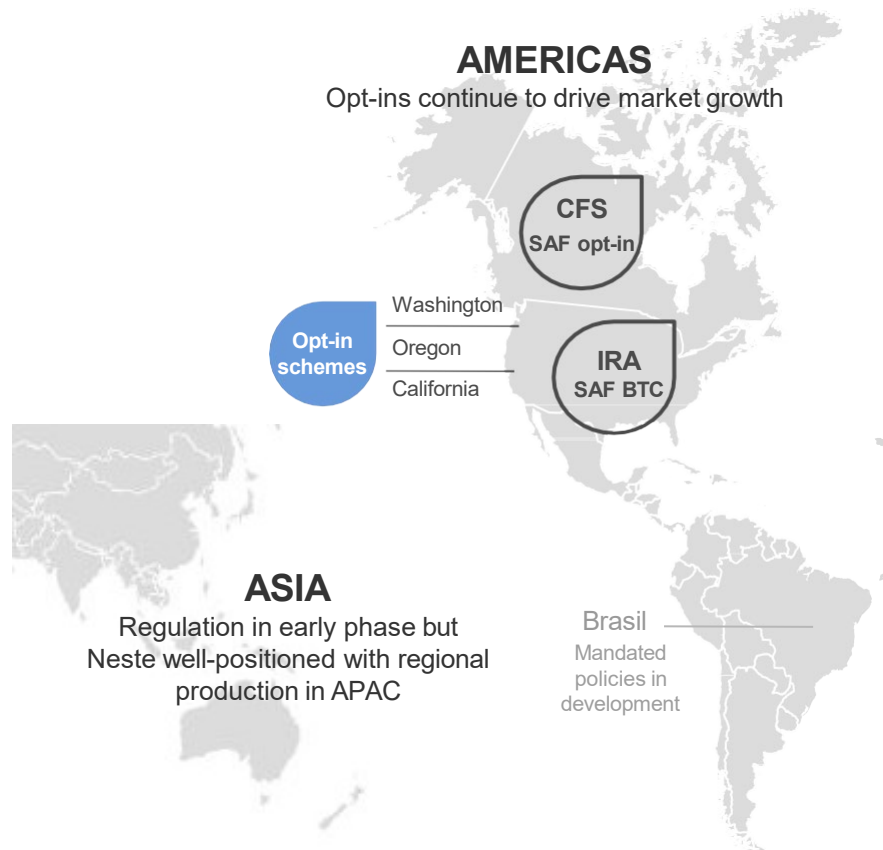 AMERICAS
Opt-ins continue to drive market growth
CFS
SAF opt-in
Opt-in
schemes
Washington
Oregon
California
IRA
SAF BTC
ASIA
Regulation in early phase but
Neste well-positioned with regional
production in APAC
Brasil
Mandated
policies in
development